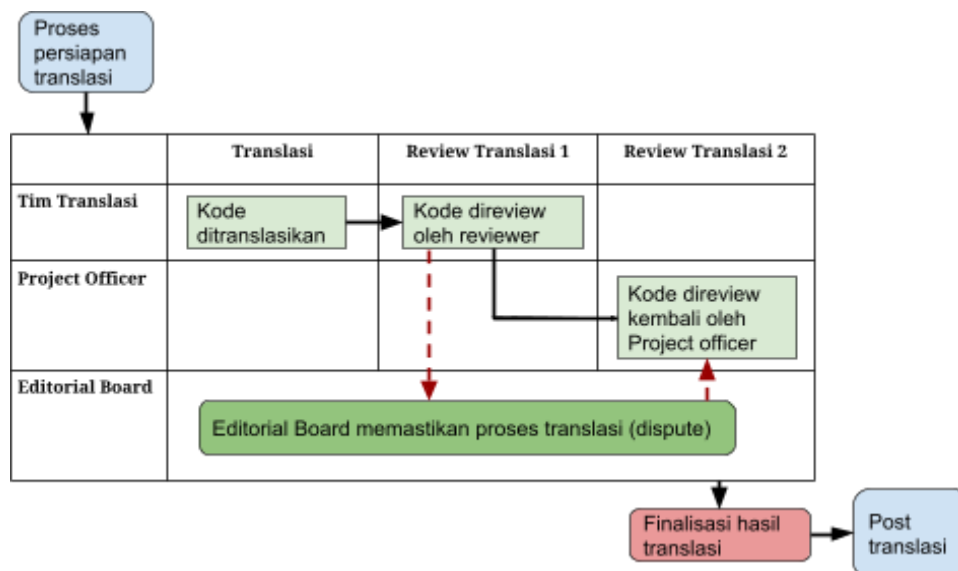 Proses
persiapan
translasi
Translasi
Review Translasi 1
Review Translasi 2
Tim Translasi
Kode
ditranslasikan
Kode direview
oleh reviewer
Project Officer
Kode direview
kembali oleh
Project officer
Editorial Board
Editorial Board memastikan proses translasi (dispute)
Finalisasi hasil
translasi
Post
translasi